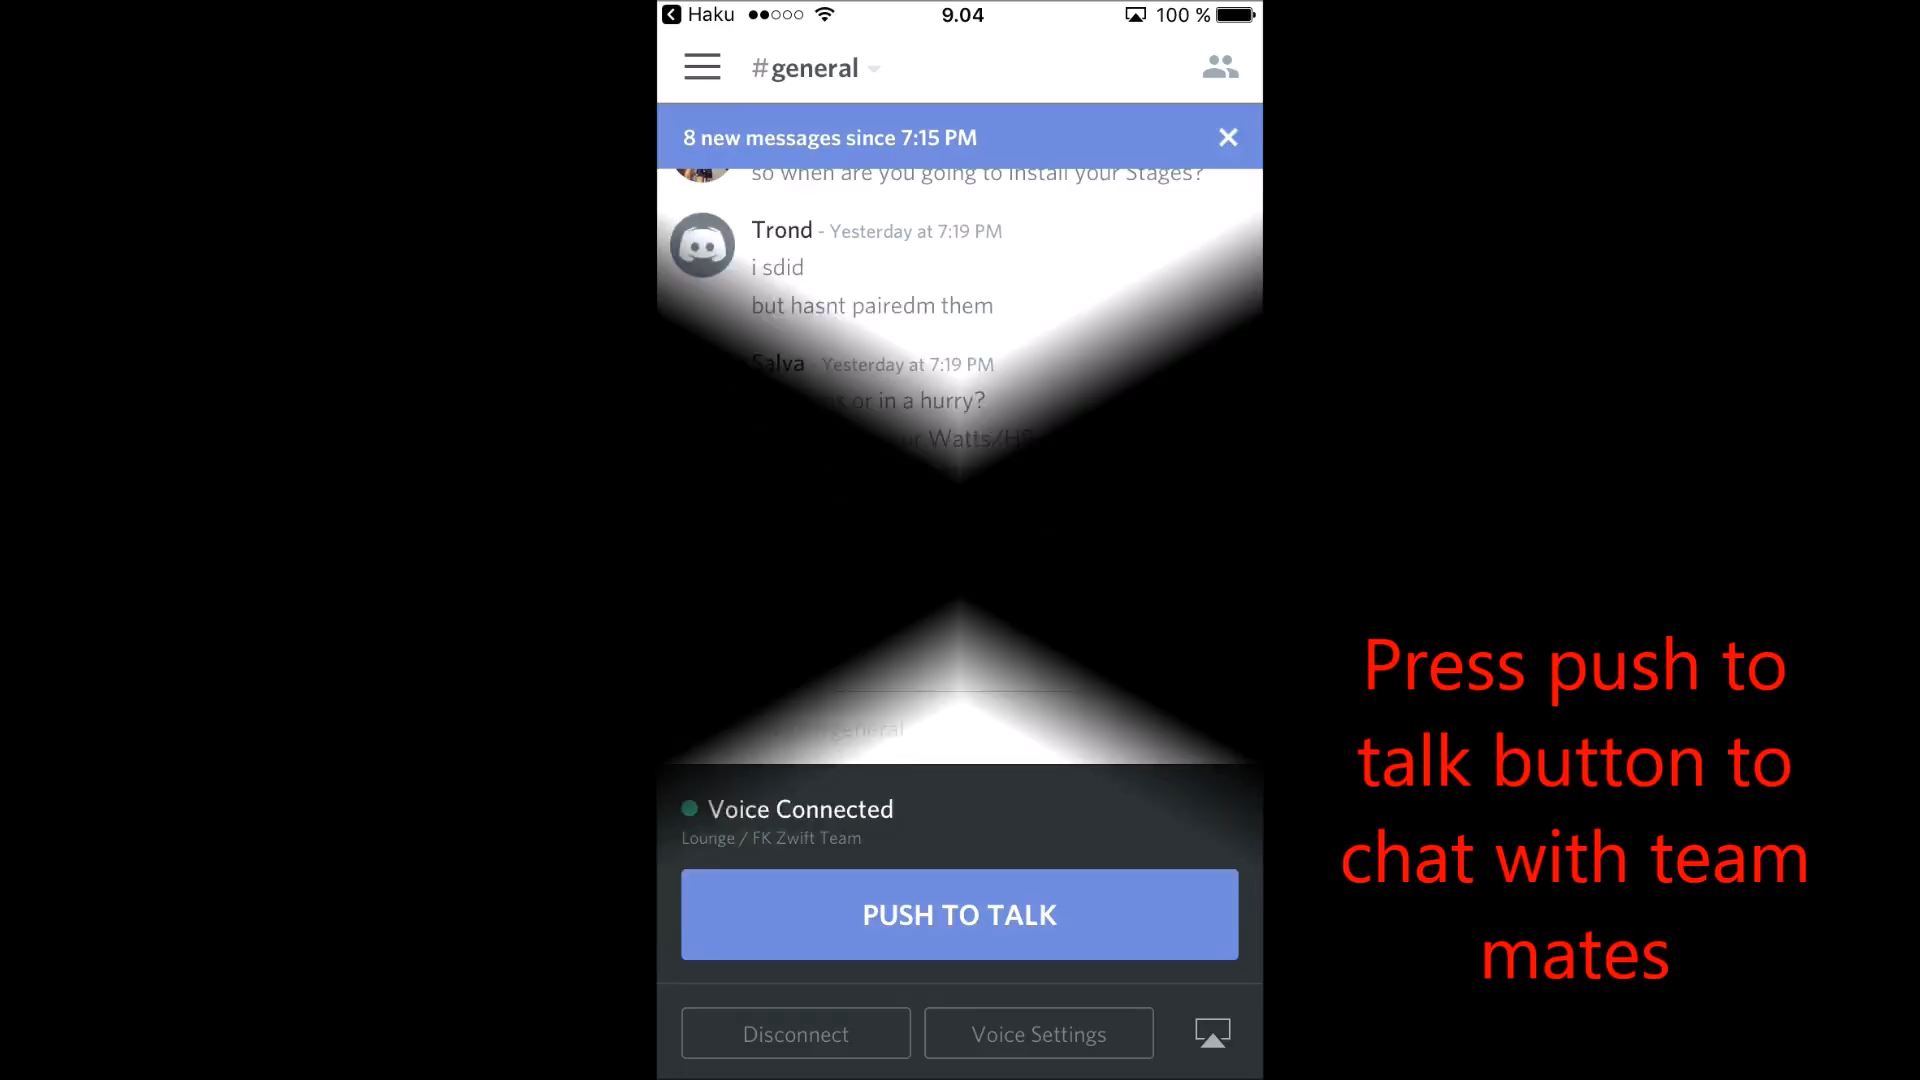 Haku 9.04 100 %
#general
8 new messages since 7:15 PM
so when are you going to install your Stages?
Trond - Yesterday at 7:19 PM
i sdid
but hasnt pairedm them
Salva - Yesterday at 7:19 PM
or in a hurry?
Watts/
general
Voice Connected
Lounge / FK Zwift Team
PUSH TO TALK
Disconnect Voice Settings
Press push to
talk button to
chat with team
mates